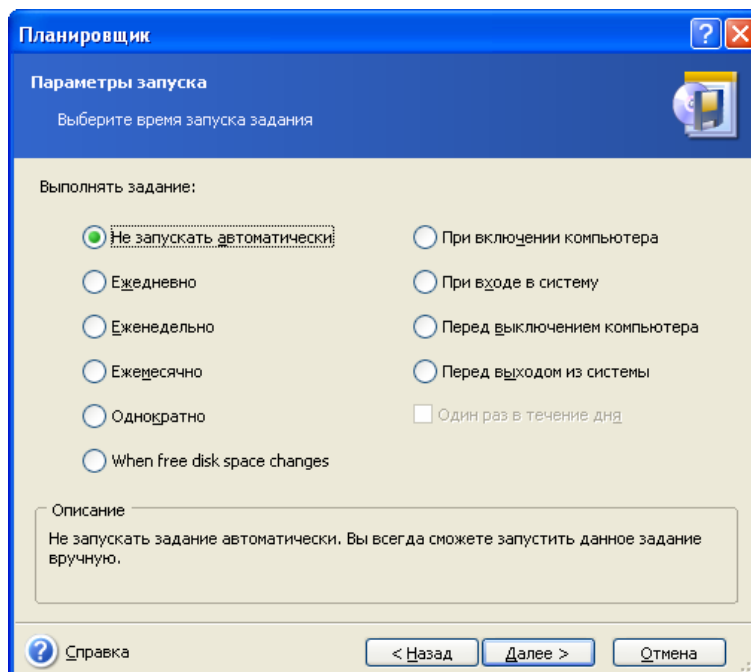 Планировщик
Параметры запуска
Выберите время запуска задания
Выполнять задание:
Не запускать автоматически
Ежедневно
Еженедельно
Ежемесячно
Однократно
When free disk space changes
При включении компьютера
При входе в систему
Перед выключением компьютера
Перед выходом из системы
Один раз в течение дня
Описание
Не запускать задание автоматически. Вы всегда сможете запустить данное задание
вручную.
Справка
< Назад
Далее >
Отмена